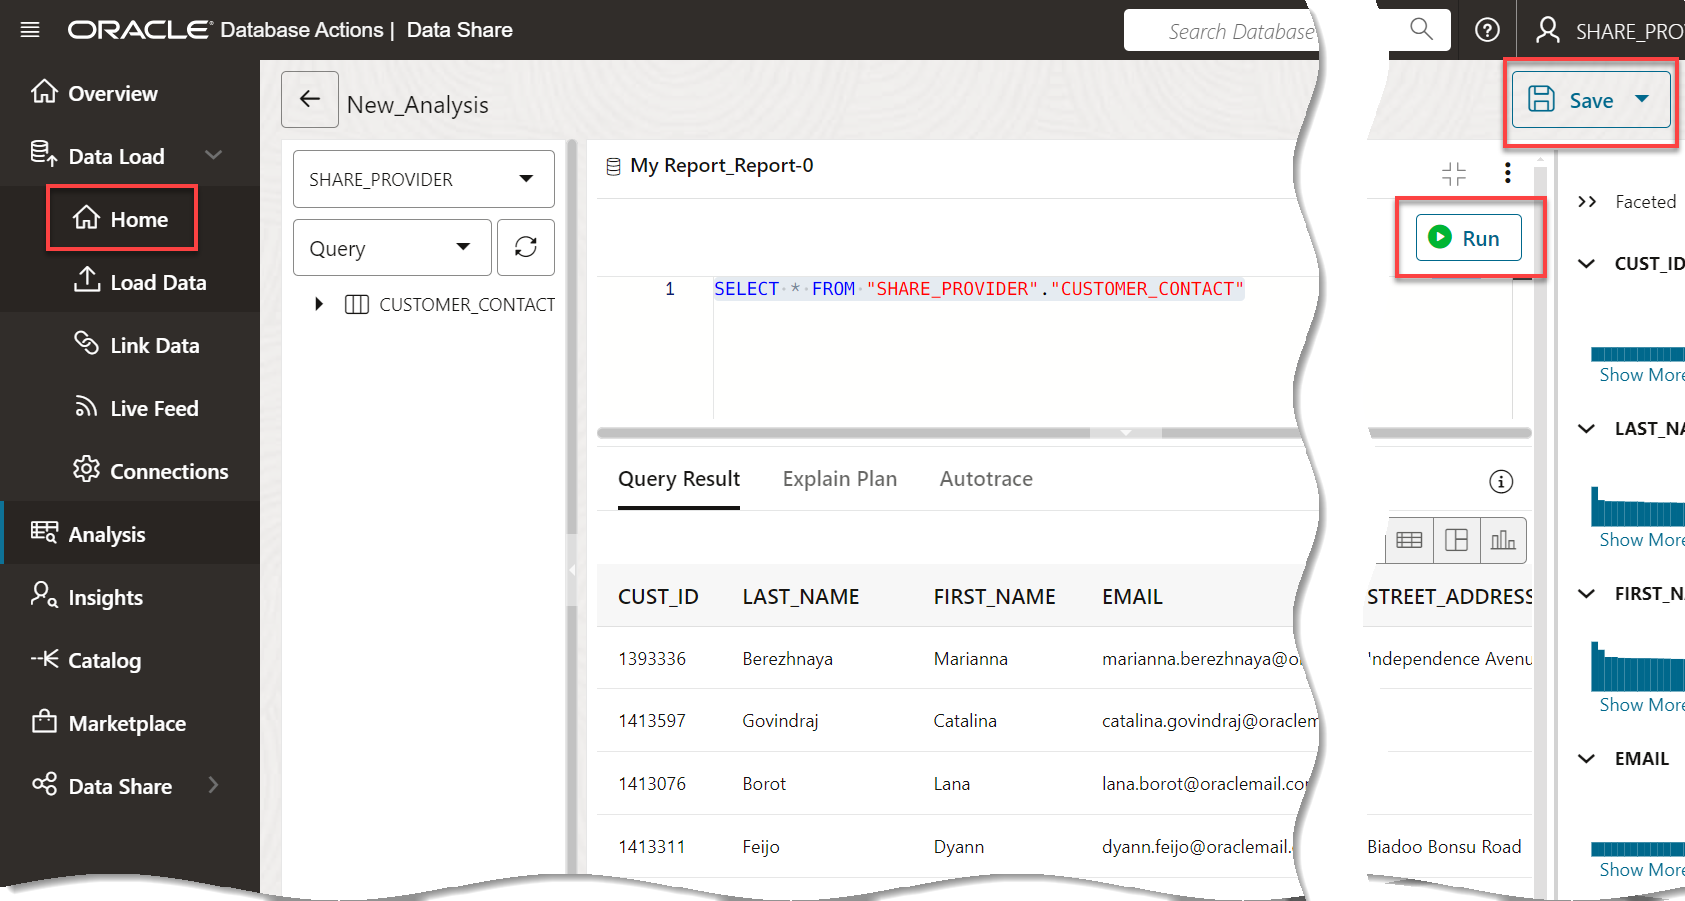 ORACLE Database Actions | Data Share
Search Database
SHARE_PRO
Overview
Data Load
Home
Load Data
Link Data
Live Feed
Connections
Analysis
Insights
Catalog
Marketplace
Data Share
New_Analysis
Save
SHARE_PROVIDER
Query
CUSTOMER_CONTACT
My Report_Report-0
Run
1 SELECT * FROM "SHARE_PROVIDER"."CUSTOMER_CONTACT"
Query Result Explain Plan Autotrace
CUST_ID LAST_NAME FIRST_NAME EMAIL STREET_ADDRESS
1393336 Berezhnaya Marianna marianna.berezhnaya@o Independence Avenu
1413597 Govindraj Catalina catalina.govindraj@oraclem
1413076 Borot Lana lana.borot@oraclemail.co
1413311 Feijo Dyann dyann.feijo@oraclemail. Biadoo Bonsu Road
Faceted
CUST_ID
Show More
LAST_NA
Show More
FIRST_N
Show More
EMAIL
Show More